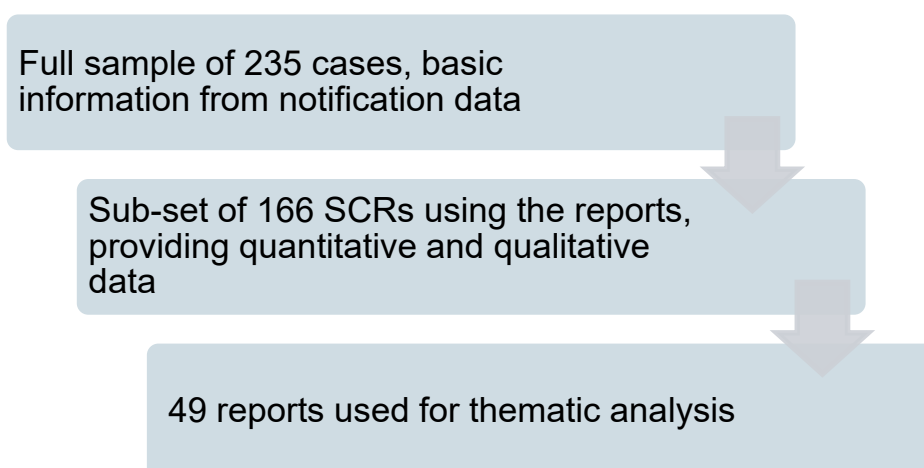 Full sample of 235 cases, basic
information from notification data
Sub-set of 166 SCRs using the reports,
providing quantitative and qualitative
data
49 reports used for thematic analysis